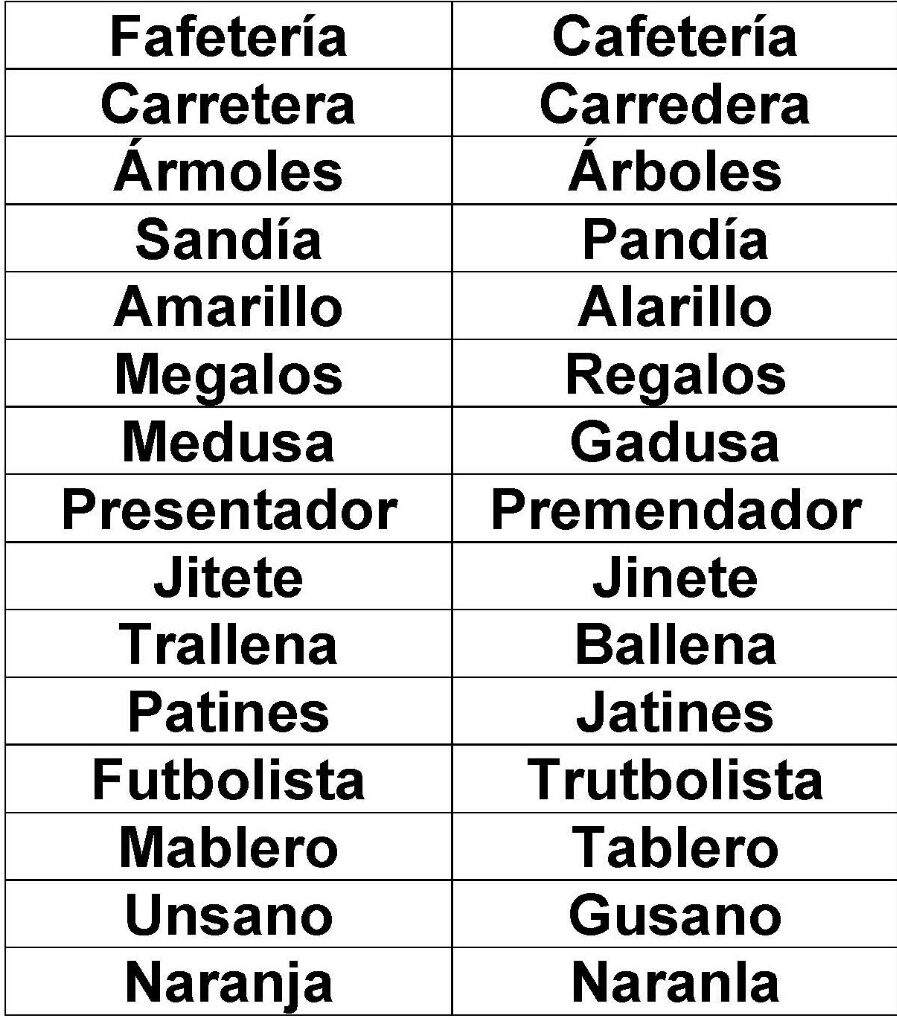 Fafetería Cafetería
Carretera Carredera
Ármoles Árboles
Sandía Pandía
Amarillo Alarillo
Megalos Regalos
Medusa Gadusa
Presentador Premendador
Jitete Jinete
Trallena Ballena
Patines Jatines
Futbolista Trutbolista
Mablero Tablero
Unsano Gusano
Naranja Naranla